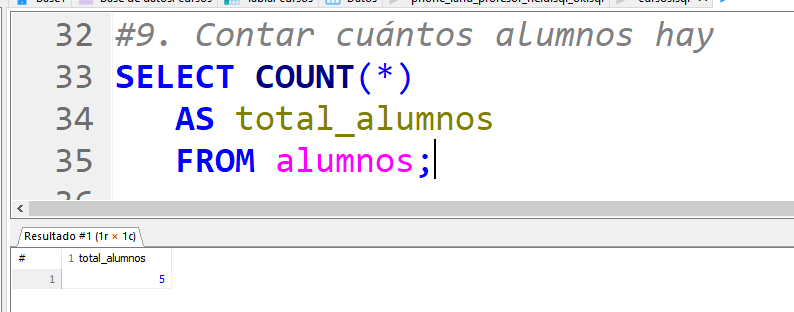 32 #9. Contar cuántos alumnos hay
33 SELECT COUNT(*)
34 AS total_alumnos
35 FROM alumnos;
Resultado #1 (1r × 1c)
# 1 total_alumnos
1 5